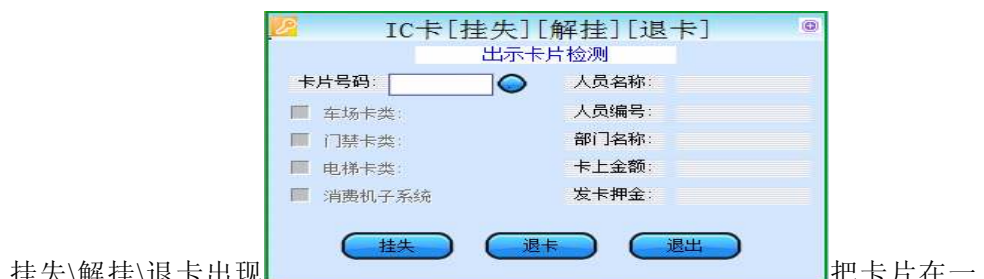 IC卡[挂失][解挂][退卡]
出示卡片检测
卡片号码: 人员名称:
车场卡类: 人员编号:
门禁卡类: 部门名称:
电梯卡类: 卡上金额:
消费机子系统 发卡押金:
挂失 退卡 退出
挂失\解挂\退卡出现 把卡片在一